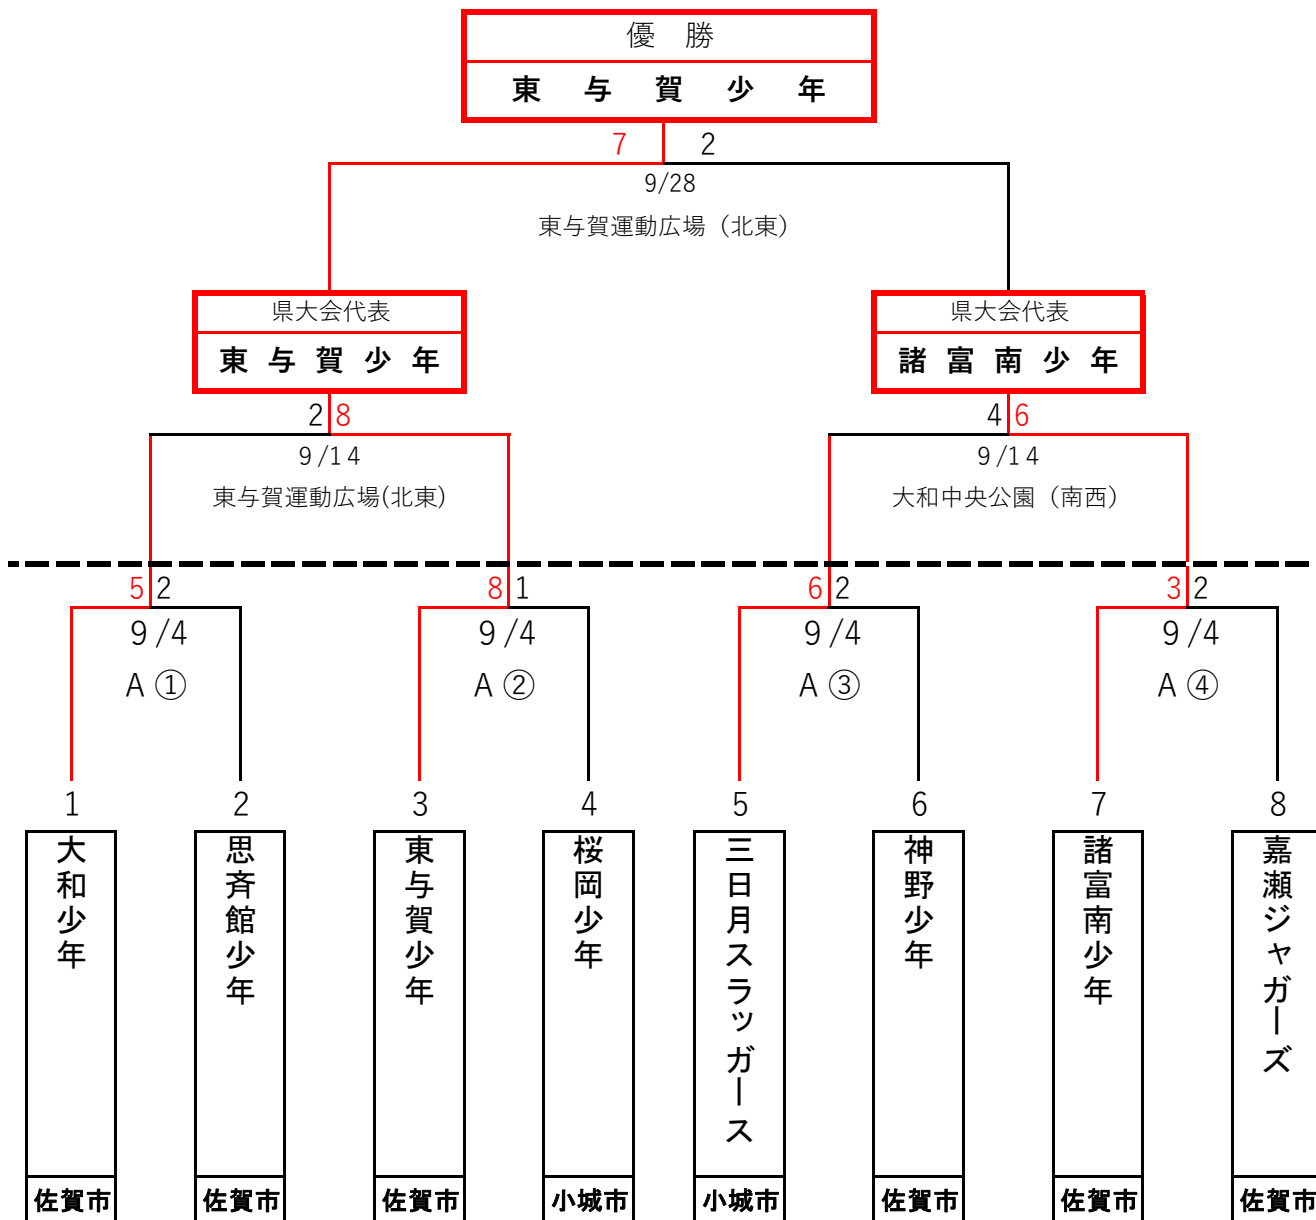 優　勝
東 与 賀 少 年
7 2
9/28
東与賀運動広場（北東）
県大会代表 県大会代表
東 与 賀 少 年 諸 富 南 少 年
2 8 4 6
9/14 9/14
東与賀運動広場(北東) 大和中央公園（南西）
5 2 8 1 6 2 3 2
9/4 9/4 9/4 9/4
A ① A ② A ③ A ④
1 2 3 4 5 6 7 8
大和少年
思斉館少年
東与賀少年
桜岡少年
三日月スラッガース
神野少年
諸富南少年
嘉瀬ジャガーズ
佐賀市 佐賀市 佐賀市 小城市 小城市 佐賀市 佐賀市 佐賀市